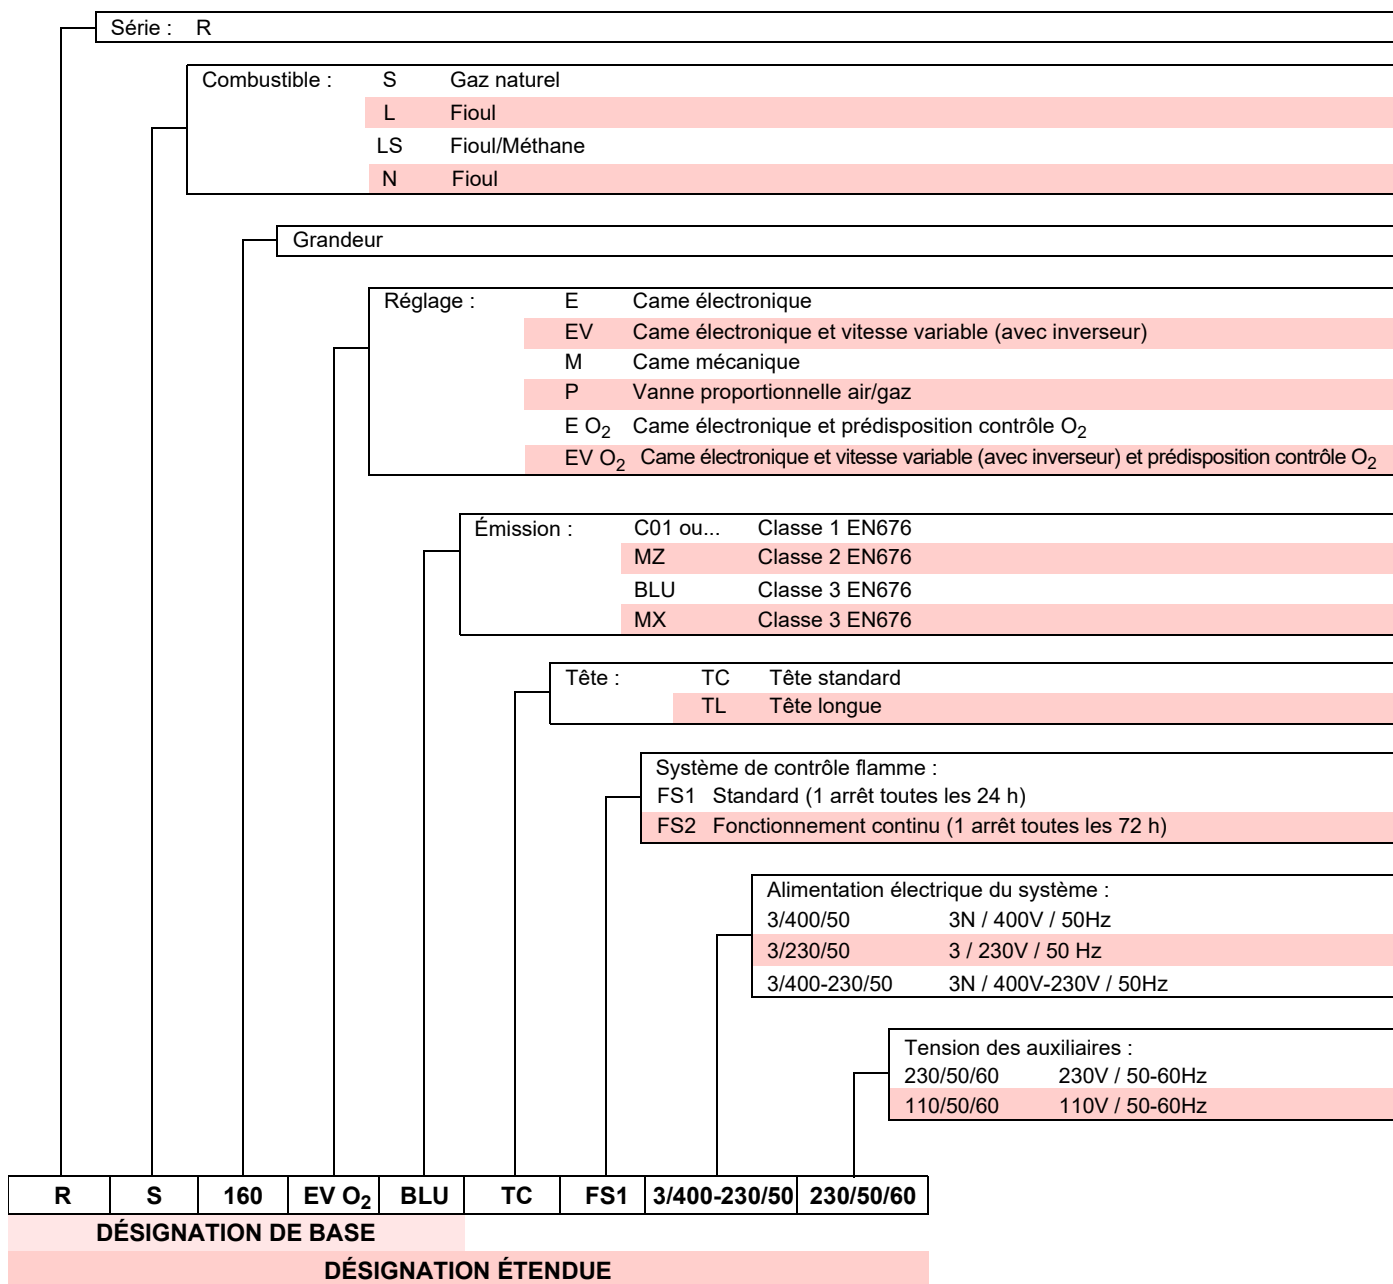 Série : R
Combustible : S Gaz naturel
L Fioul
LS Fioul/Méthane
N Fioul
Grandeur
Réglage : E Came électronique
EV Came électronique et vitesse variable (avec inverseur)
M Came mécanique
P Vanne proportionnelle air/gaz
E O2 Came électronique et prédisposition contrôle O2
EV O2 Came électronique et vitesse variable (avec inverseur) et prédisposition contrôle O2
Émission : C01 ou... Classe 1 EN676
MZ Classe 2 EN676
BLU Classe 3 EN676
MX Classe 3 EN676
Tête : TC Tête standard
TL Tête longue
Système de contrôle flamme :
FS1 Standard (1 arrêt toutes les 24 h)
FS2 Fonctionnement continu (1 arrêt toutes les 72 h)
Alimentation électrique du système :
3/400/50 3N / 400V / 50Hz
3/230/50 3 / 230V / 50 Hz
3/400-230/50 3N / 400V-230V / 50Hz
Tension des auxiliaires :
230/50/60 230V / 50-60Hz
110/50/60 110V / 50-60Hz
R S 160 EV O2 BLU TC FS1 3/400-230/50 230/50/60
DÉSIGNATION DE BASE
DÉSIGNATION ÉTENDUE